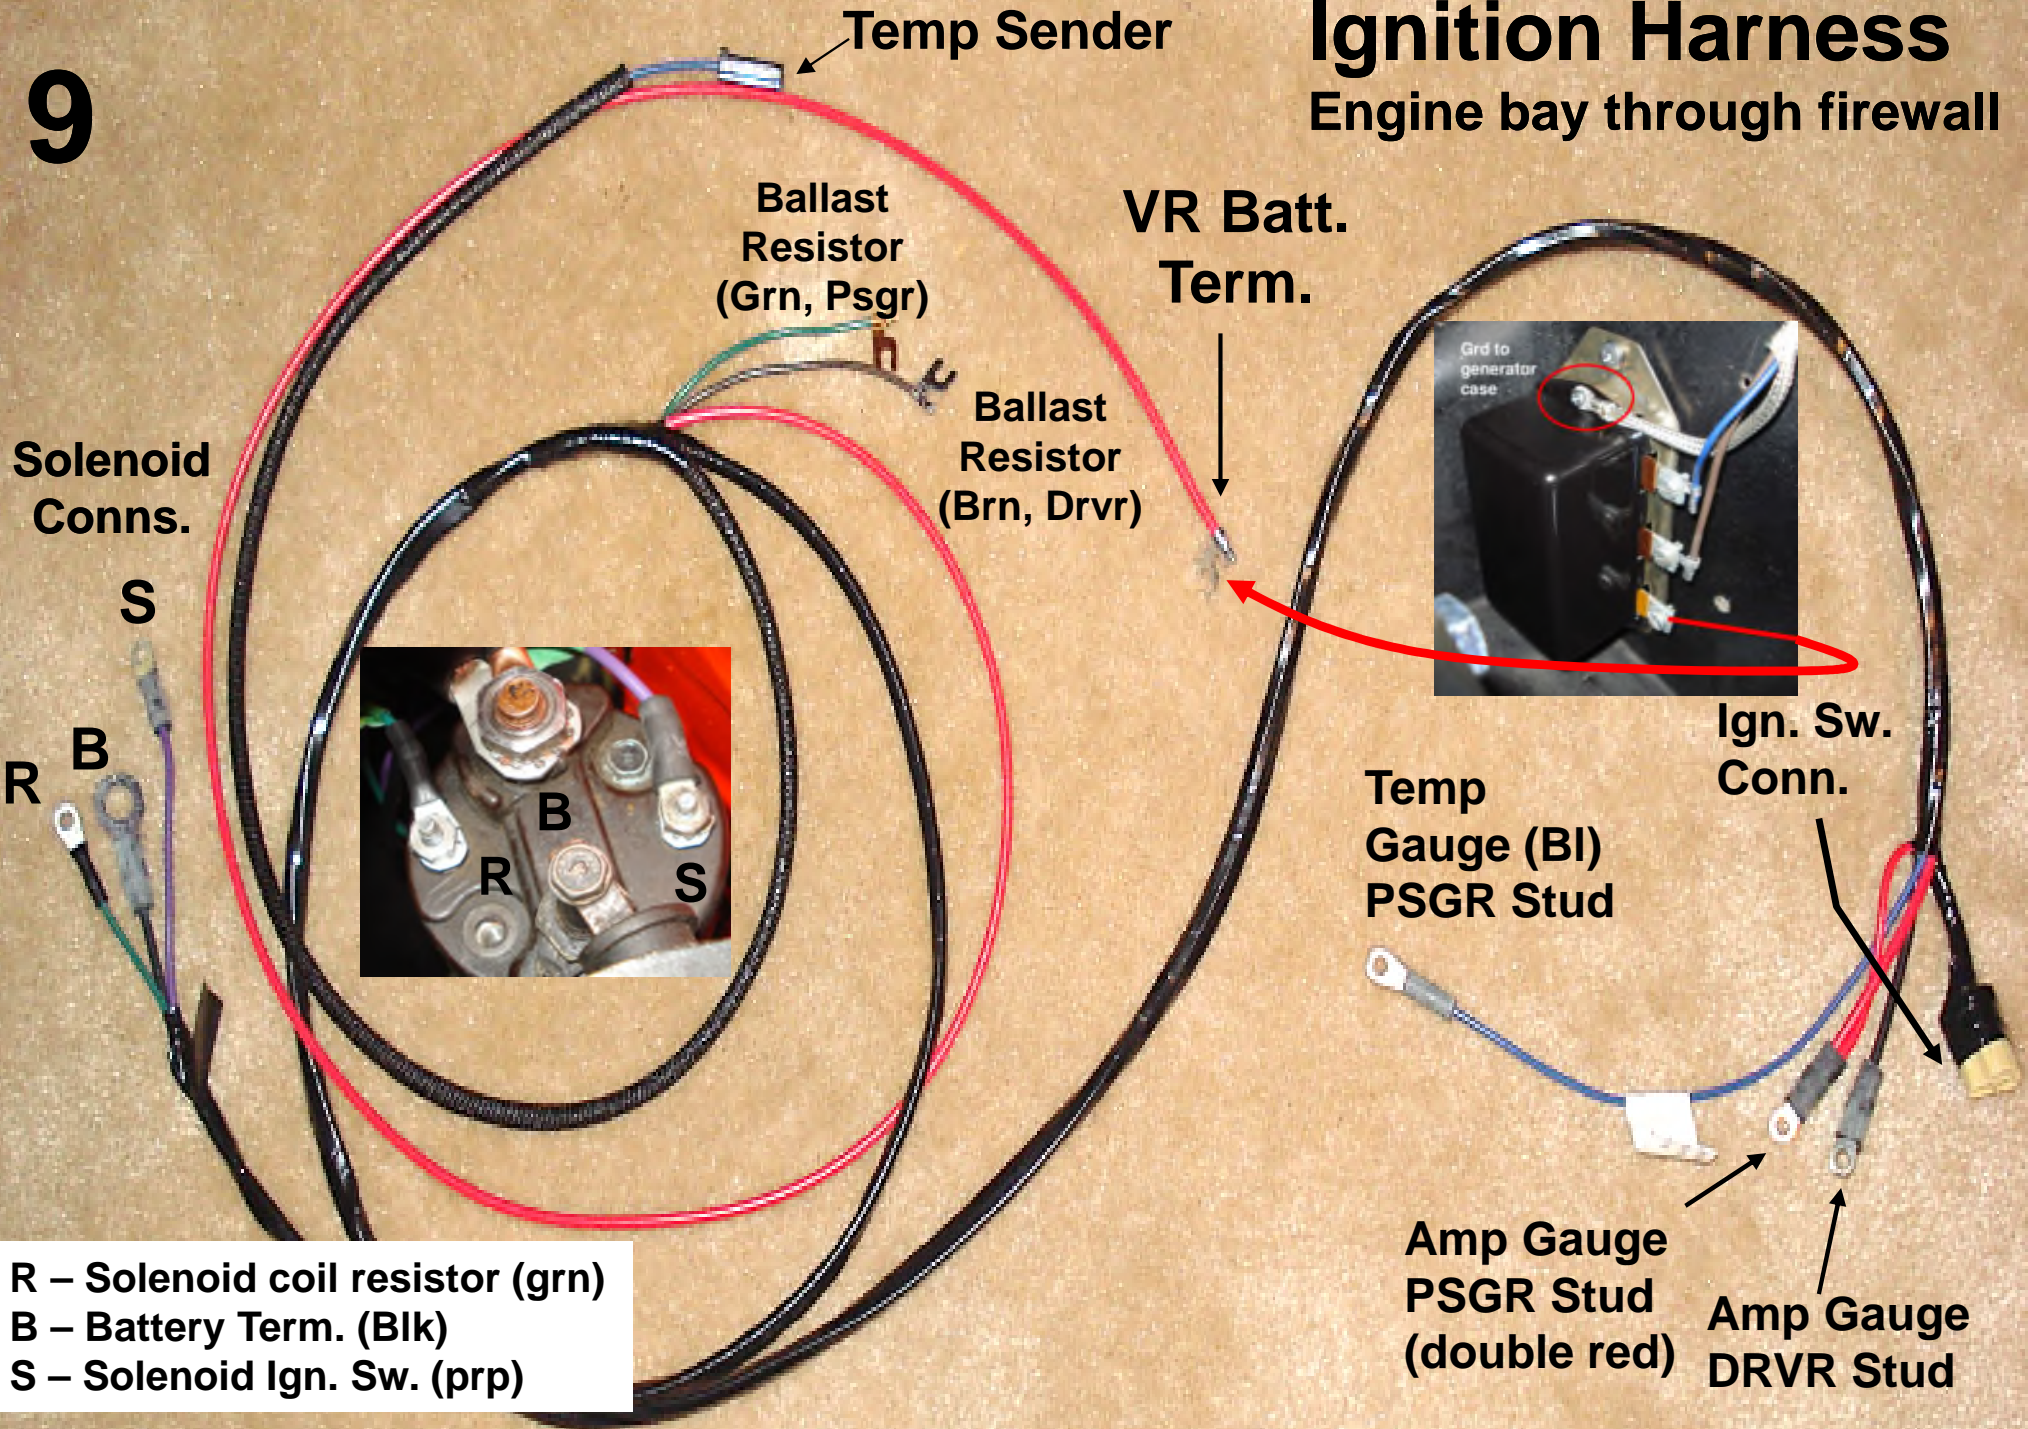 9
Temp Sender
Ignition Harness
Engine bay through firewall
Ballast
Resistor
(Grn, Psgr)
VR Batt.
Term.
Grd to
generator
case
Ballast
Resistor
(Brn, Drvr)
Solenoid
Conns.
S
B
R
B
R
S
Ign. Sw.
Conn.
Temp
Gauge (Bl)
PSGR Stud
Amp Gauge
PSGR Stud
(double red)
Amp Gauge
DRVR Stud
R – Solenoid coil resistor (grn)
B – Battery Term. (Blk)
S – Solenoid Ign. Sw. (prp)